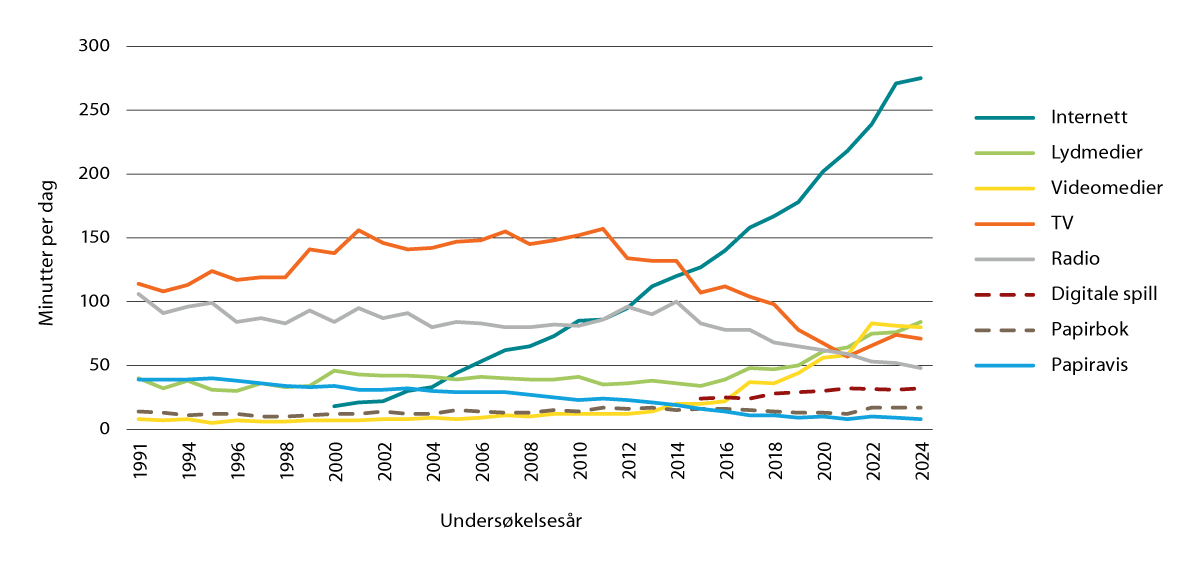 300
250
200
150
100
50
0
Minutter per dag
1991
1994
1996
1998
2000
2002
2004
2006
2008
2010
2012
2014
2016
2018
2020
2022
2024
Undersøkelsesår
Internett
Lydmedier
Videomedier
TV
Radio
Digitale spill
Papirbok
Papiravis